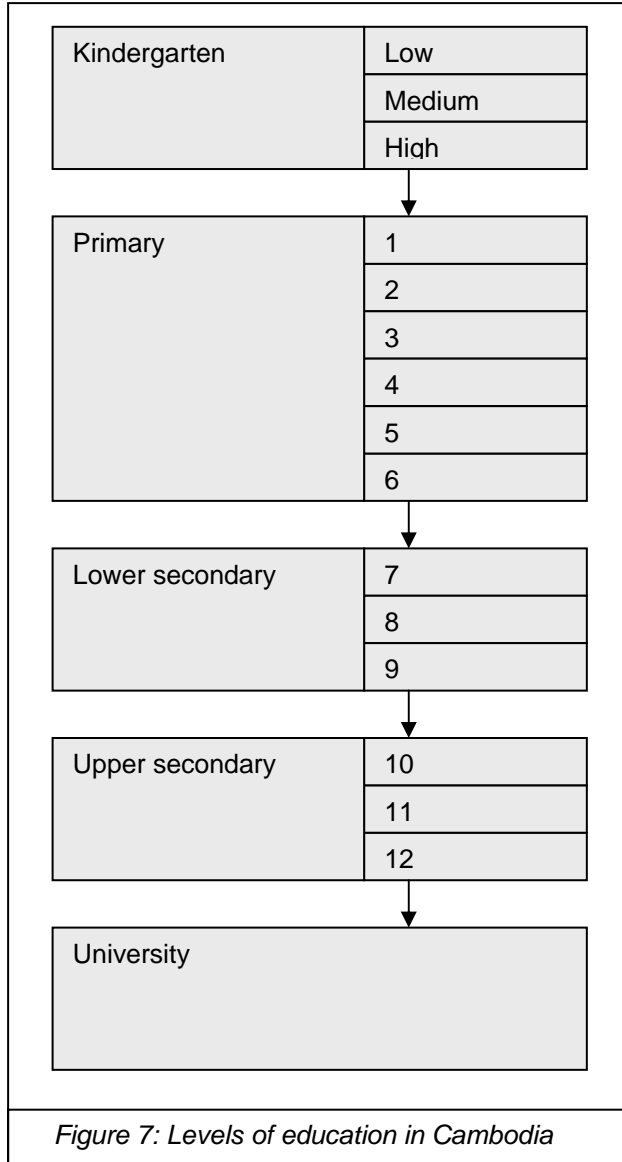 Kindergarten Low
Medium
High
Primary 1
2
3
4
5
6
Lower secondary 7
8
9
Upper secondary 10
11
12
University
Figure 7: Levels of education in Cambodia